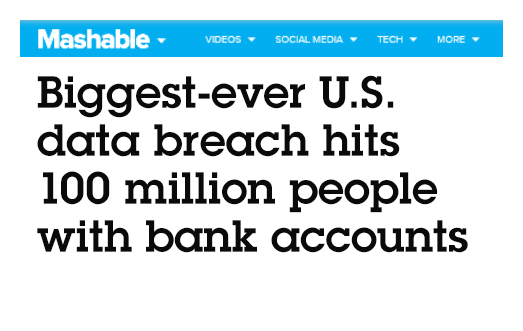 Mashable VIDEOS SOCIAL MEDIA TECH MORE
Biggest-ever U.S.
data breach hits
100 million people
with bank accounts